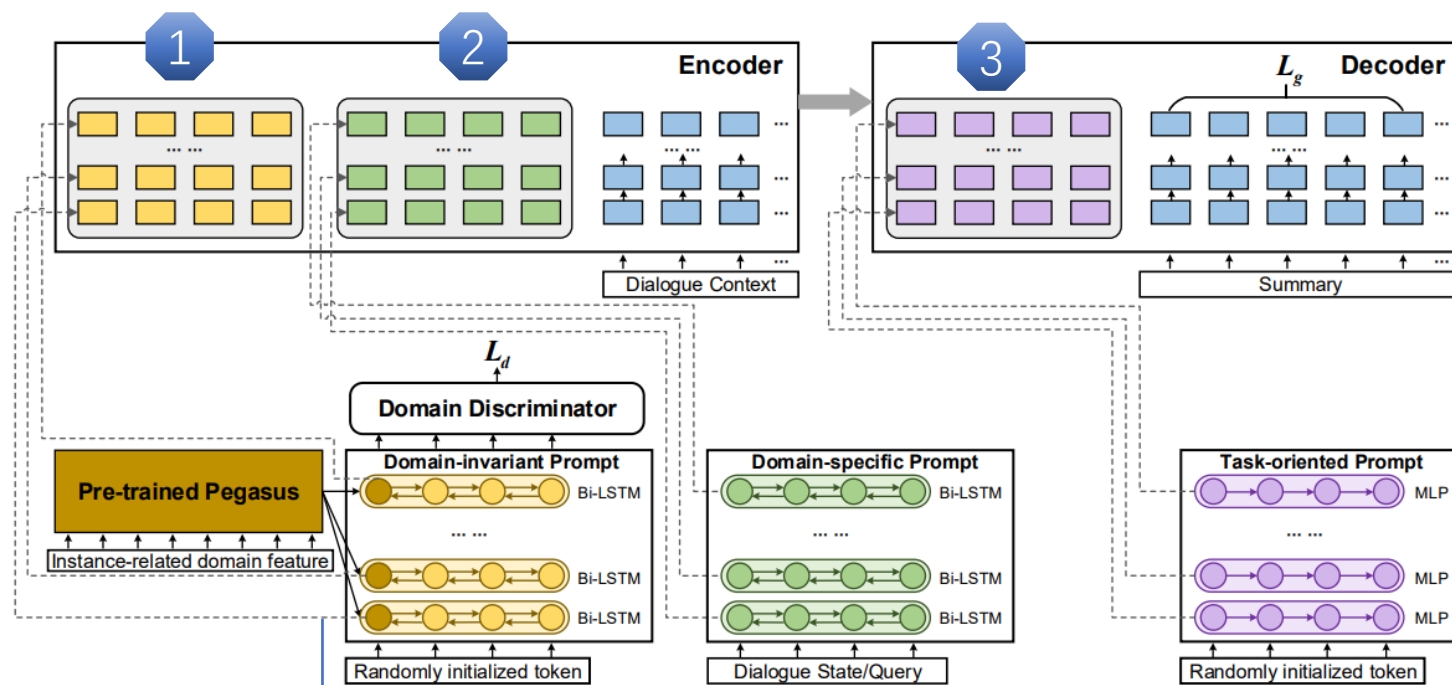 1
2
3
Encoder
L_g
Decoder
... ...
... ...
... ...
...
... ...
...
...
...
...
... ...
...
...
...
Dialogue Context
Summary
L_d
Domain Discriminator
Pre-trained Pegasus
Instance-related domain feature
Domain-invariant Prompt
Bi-LSTM
... ...
Bi-LSTM
Bi-LSTM
Randomly initialized token
Domain-specific Prompt
Bi-LSTM
... ...
Bi-LSTM
Bi-LSTM
Dialogue State/Query
Task-oriented Prompt
MLP
... ...
MLP
MLP
Randomly initialized token